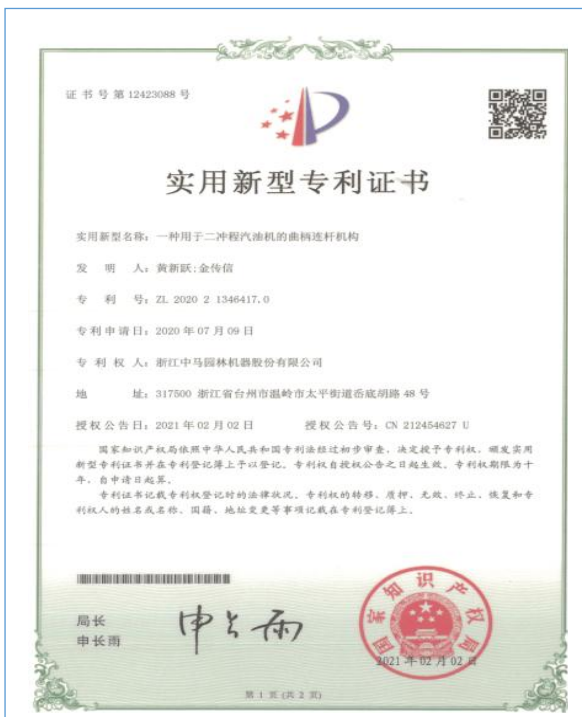 证书号第12423088号
实用新型专利证书
实用新型名称：一种用于二冲程汽油机的曲柄连杆机构
发明人：黄新跃;金传信
专利号：ZL 2020 2 1346417.0
专利申请日：2020年07月09日
专利权人：浙江中马园林机器股份有限公司
地址：317500 浙江省台州市温岭市太平街道岙底胡路48号
授权公告日：2021年02月02日 授权公告号：CN 212454627 U
国家知识产权局依照中华人民共和国专利法经过初步审查，决定授予专利权，颁发实用
新型专利证书并在专利登记簿上予以登记。专利权自授权公告之日起生效。专利权期限为十
年，自申请日起算。
专利证书记载专利权登记时的法律状况。专利权的转移、质押、无效、终止、恢复和专
利权人的姓名或名称、国籍、地址变更等事项记载在专利登记簿上。
局长
申长雨
申长雨
国家知识产权局
2021年02月02日
第1页(共2页)